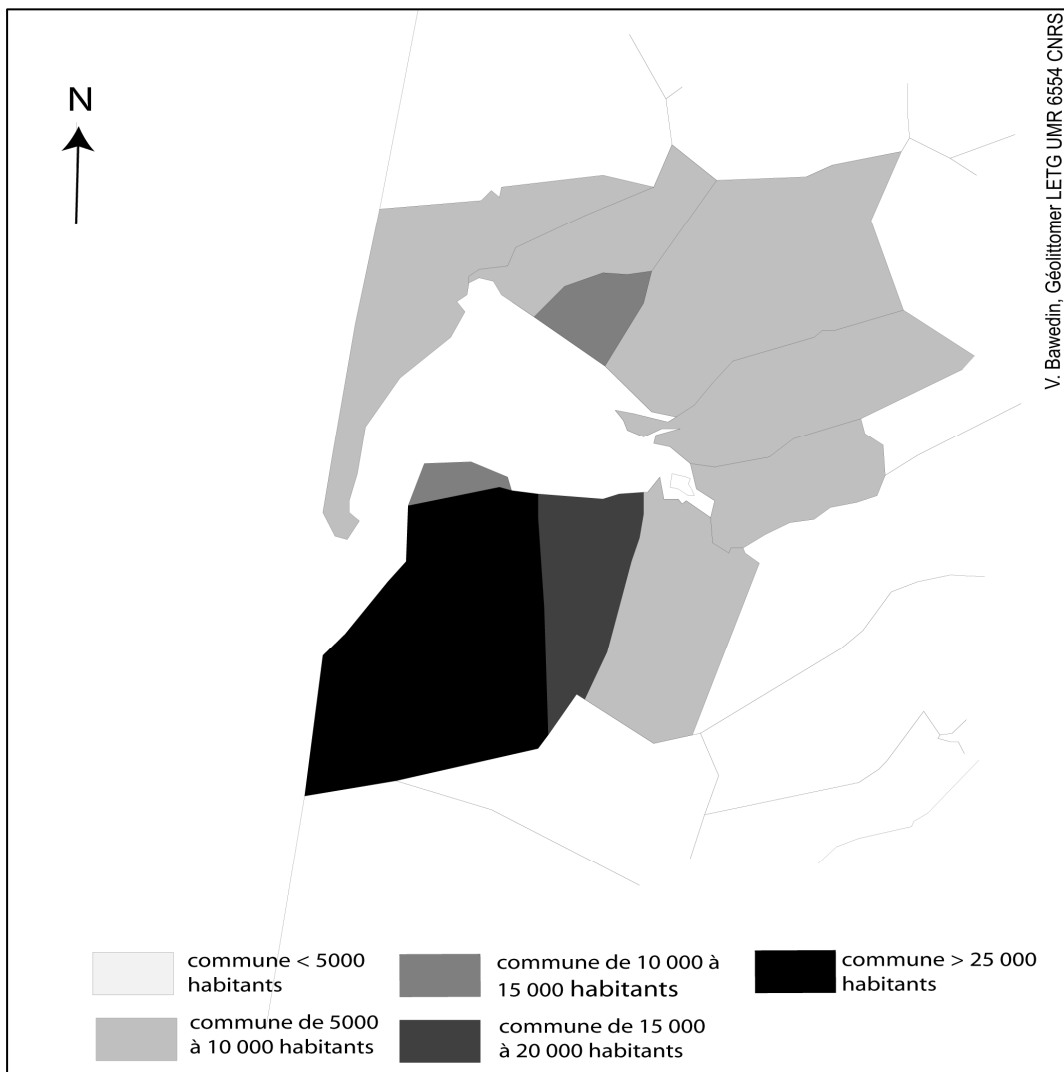 N
V. Bawedin, Géolittomer LETG UMR 6554 CNRS
commune < 5000
habitants
commune de 5000
à 10 000 habitants
commune de 10 000 à
15 000 habitants
commune de 15 000
à 20 000 habitants
commune > 25 000
habitants